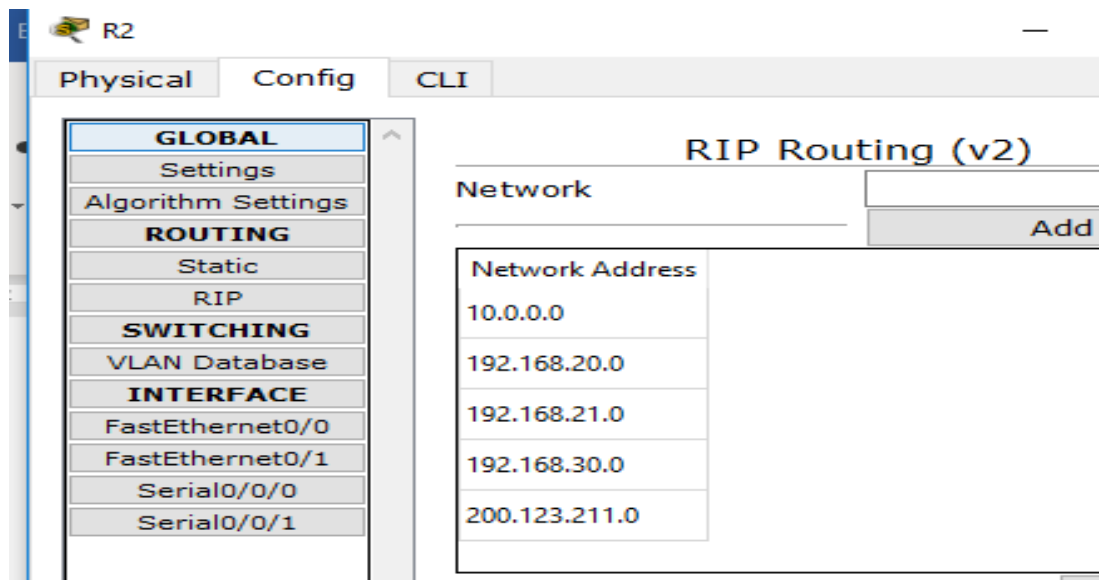 R2
Physical Config CLI
GLOBAL
Settings
Algorithm Settings
ROUTING
Static
RIP
SWITCHING
VLAN Database
INTERFACE
FastEthernet0/0
FastEthernet0/1
Serial0/0/0
Serial0/0/1
RIP Routing (v2)
Network
Add
Network Address
10.0.0.0
192.168.20.0
192.168.21.0
192.168.30.0
200.123.211.0